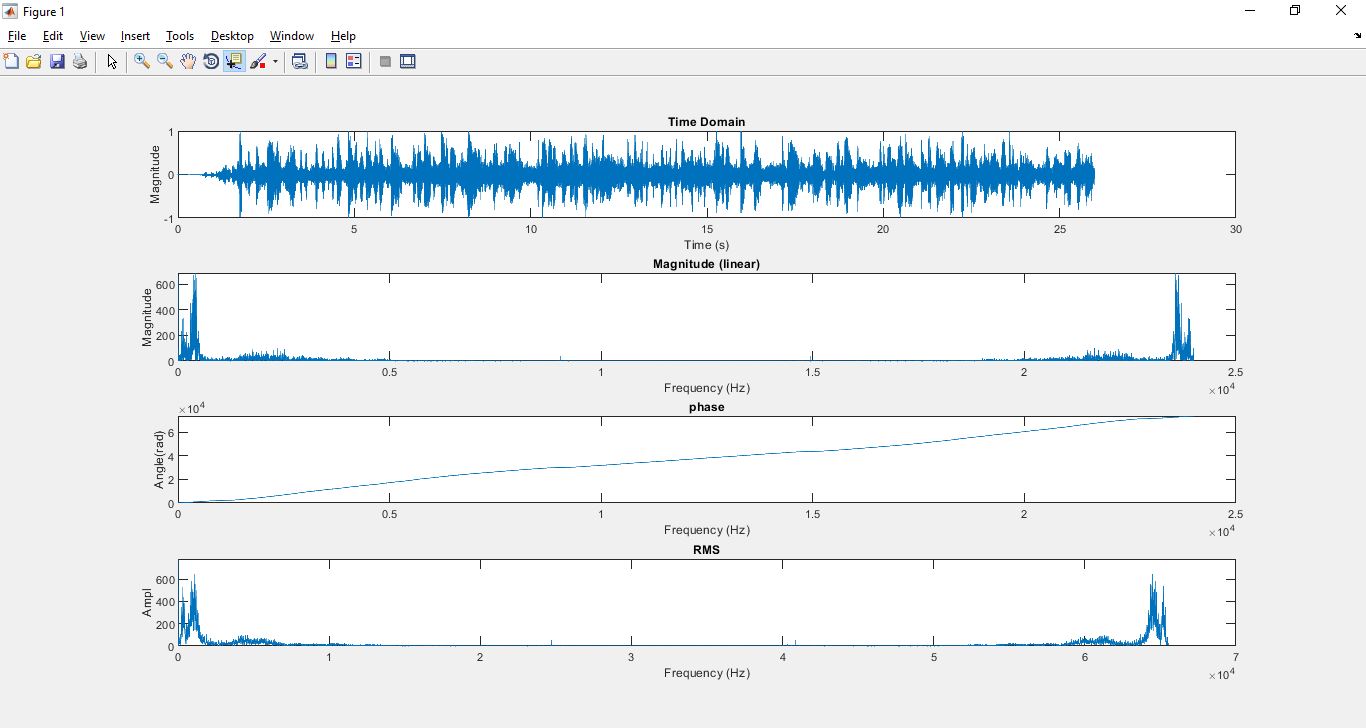 Figure 1
File Edit View Insert Tools Desktop Window Help
Time Domain
Magnitude
1
0
-1
0 5 10 15 20 25 30
Time (s)
Magnitude (linear)
Magnitude
600
400
200
0
0 0.5 1 1.5 2 2.5
Frequency (Hz)
×10^4
phase
×10^4
Angle(rad)
6
4
2
0
0 0.5 1 1.5 2 2.5
Frequency (Hz)
×10^4
RMS
Ampl
600
400
200
0
0 1 2 3 4 5 6 7
Frequency (Hz)
×10^4